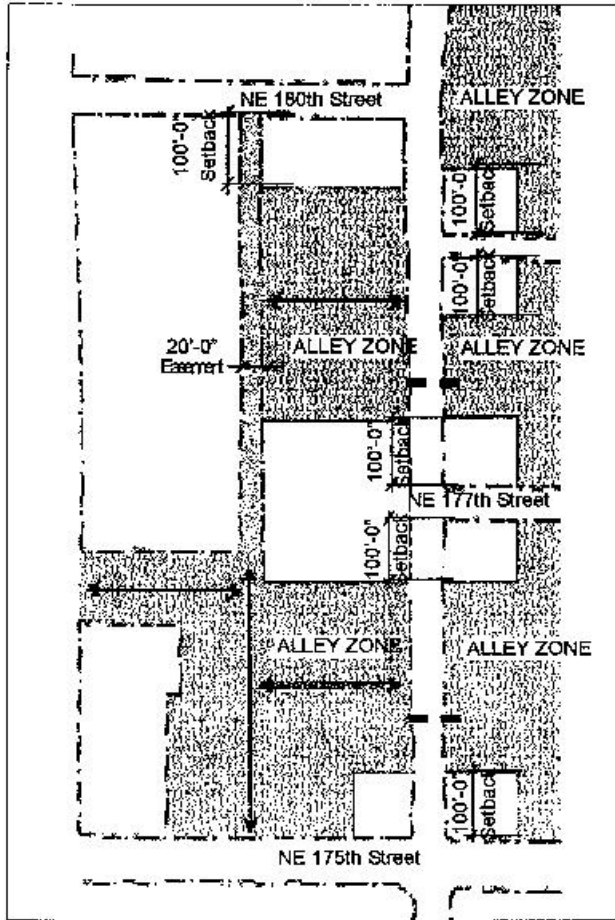 NE 180th Street
ALLEY ZONE
100'-0"
Setback
100'-0"
Setback
100'-0"
Setback
20'-0"
ALLEY ZONE
ALLEY ZONE
100'-0"
Setback
NE 177th Street
100'-0"
Setback
ALLEY ZONE
ALLEY ZONE
100'-0"
Setback
NE 175th Street